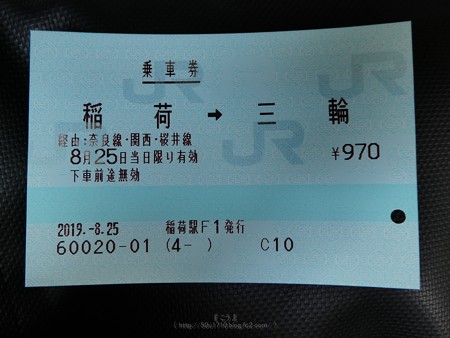 乗車券
稲荷 → 三輪
経由:奈良線・関西・桜井線
8月25日当日限り有効
¥970
下車前途無効
2019.-8.25 稲荷駅F1発行
60020-01 (4- ) C10